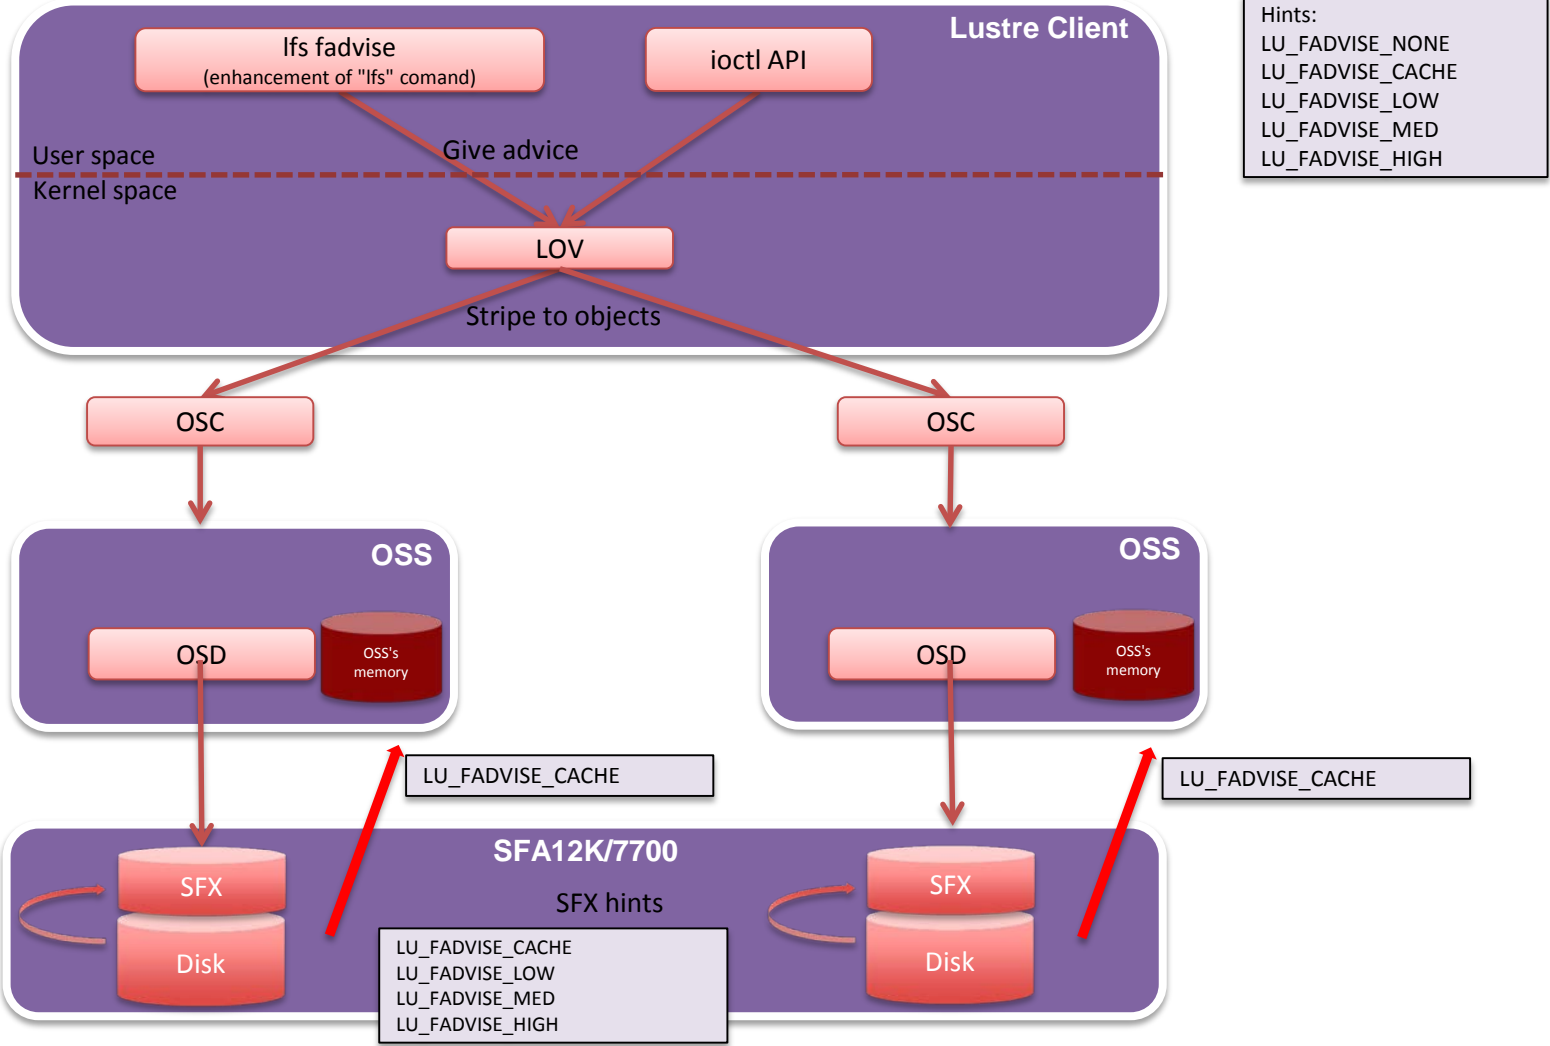 Lustre Client
lfs fadvise
(enhancement of "lfs" comand)
ioctl API
Hints:
LU_FADVISE_NONE
LU_FADVISE_CACHE
LU_FADVISE_LOW
LU_FADVISE_MED
LU_FADVISE_HIGH
User space
Give advice
Kernel space
LOV
Stripe to objects
OSC
OSC
OSS
OSD
OSS's
memory
OSS
OSD
OSS's
memory
LU_FADVISE_CACHE
LU_FADVISE_CACHE
SFA12K/7700
SFX
Disk
SFX hints
LU_FADVISE_CACHE
LU_FADVISE_LOW
LU_FADVISE_MED
LU_FADVISE_HIGH
SFX
Disk